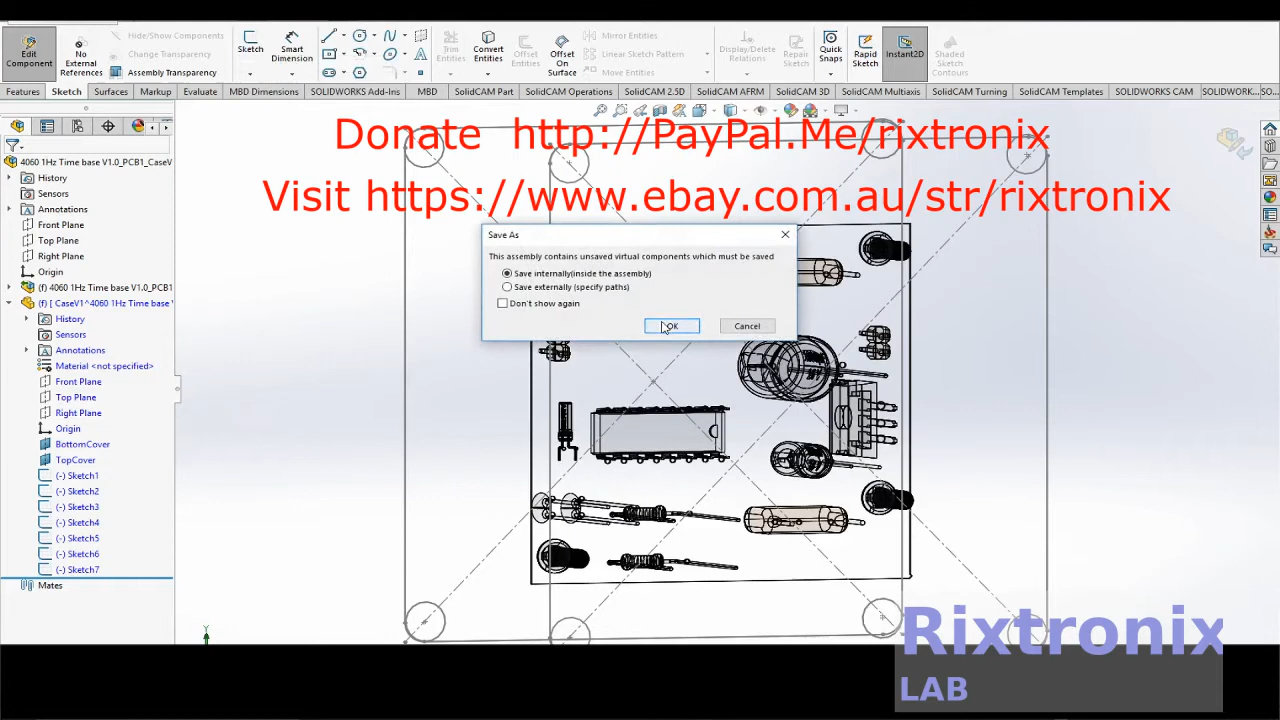 Edit Component
No External References
Hide/Show Components
Change Transparency
Assembly Transparency
Sketch
Smart Dimension
Trim Entities
Convert Entities
Offset Entities
Offset On Surface
Mirror Entities
Linear Sketch Pattern
Move Entities
Display/Delete Relations
Repair Sketch
Quick Snaps
Rapid Sketch
Instant2D
Shaded Sketch Contours
Features
Sketch
Surfaces
Markup
Evaluate
MBD Dimensions
SOLIDWORKS Add-Ins
MBD
SolidCAM Part
SolidCAM Operations
SolidCAM 2.5D
SolidCAM AFRM
SolidCAM 3D
SolidCAM Multiaxis
SolidCAM Turning
SolidCAM Templates
SOLIDWORKS CAM
SOLIDWORKS...
SO...
Donate http://PayPal.Me/rixtronix
Visit https://www.ebay.com.au/str/rixtronix
4060 1Hz Time base V1.0_PCB1_CaseV
History
Sensors
Annotations
Front Plane
Top Plane
Right Plane
Origin
(f) 4060 1Hz Time base V1.0_PCB1
(f) [ CaseV1^4060 1Hz Time base V
History
Sensors
Annotations
Material <not specified>
Front Plane
Top Plane
Right Plane
Origin
BottomCover
TopCover
(-) Sketch1
(-) Sketch2
(-) Sketch3
(-) Sketch4
(-) Sketch5
(-) Sketch6
(-) Sketch7
Mates
Save As
This assembly contains unsaved virtual components which must be saved
Save internally(inside the assembly)
Save externally (specify paths)
Don't show again
OK
Cancel
Rixtronix
LAB